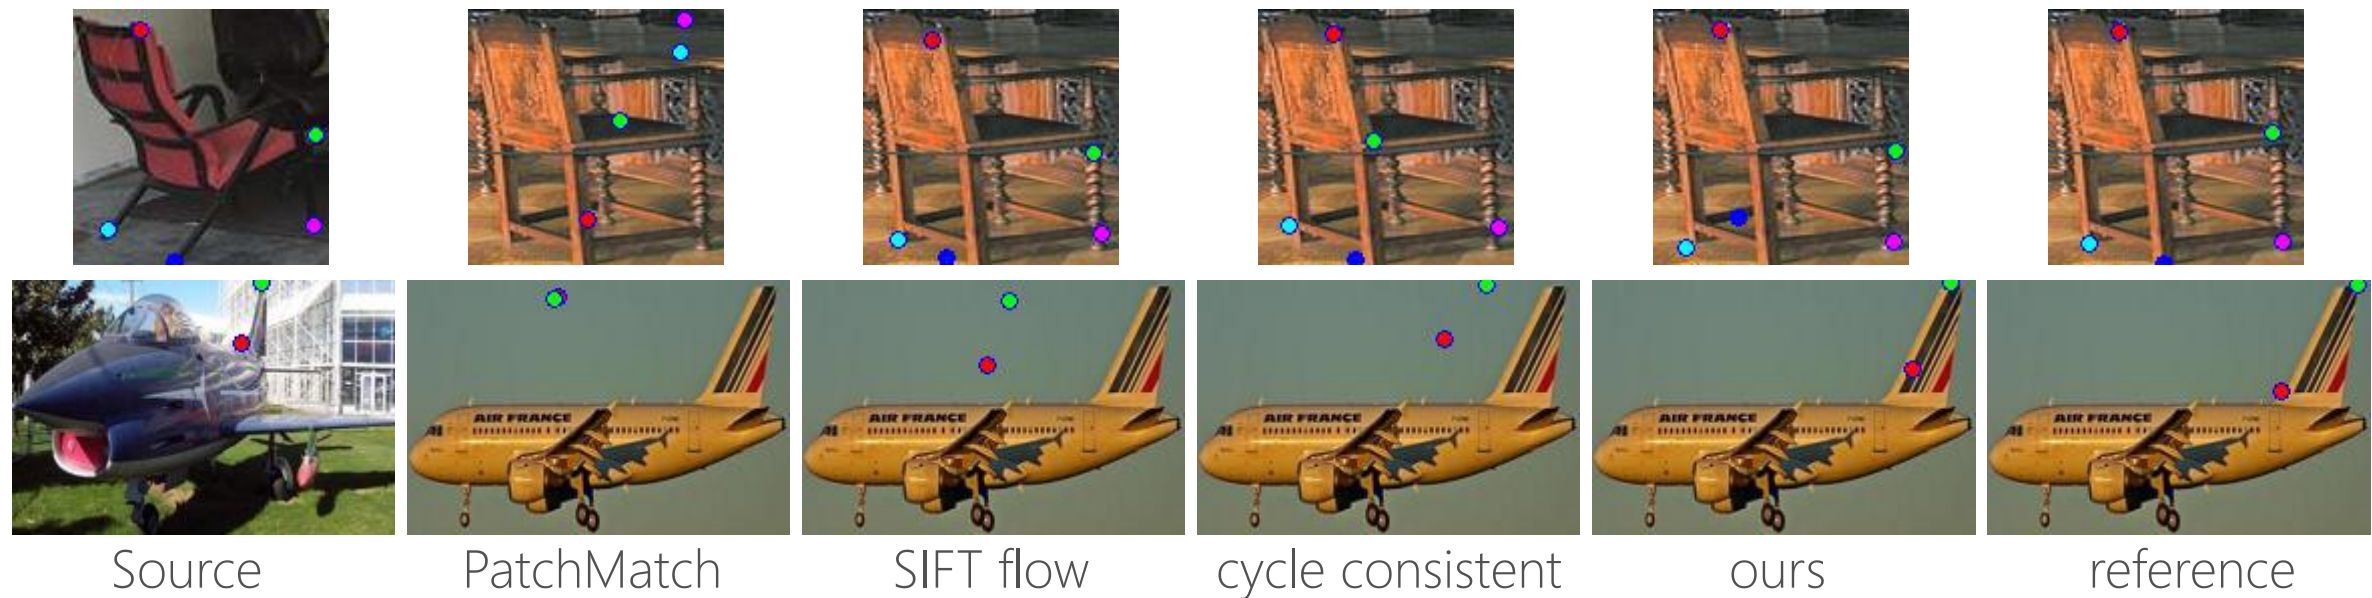 AIR FRANCE
AIR FRANCE
AIR FRANCE
AIR FRANCE
AIR FRANCE
Source
PatchMatch
SIFT flow
cycle consistent
ours
reference